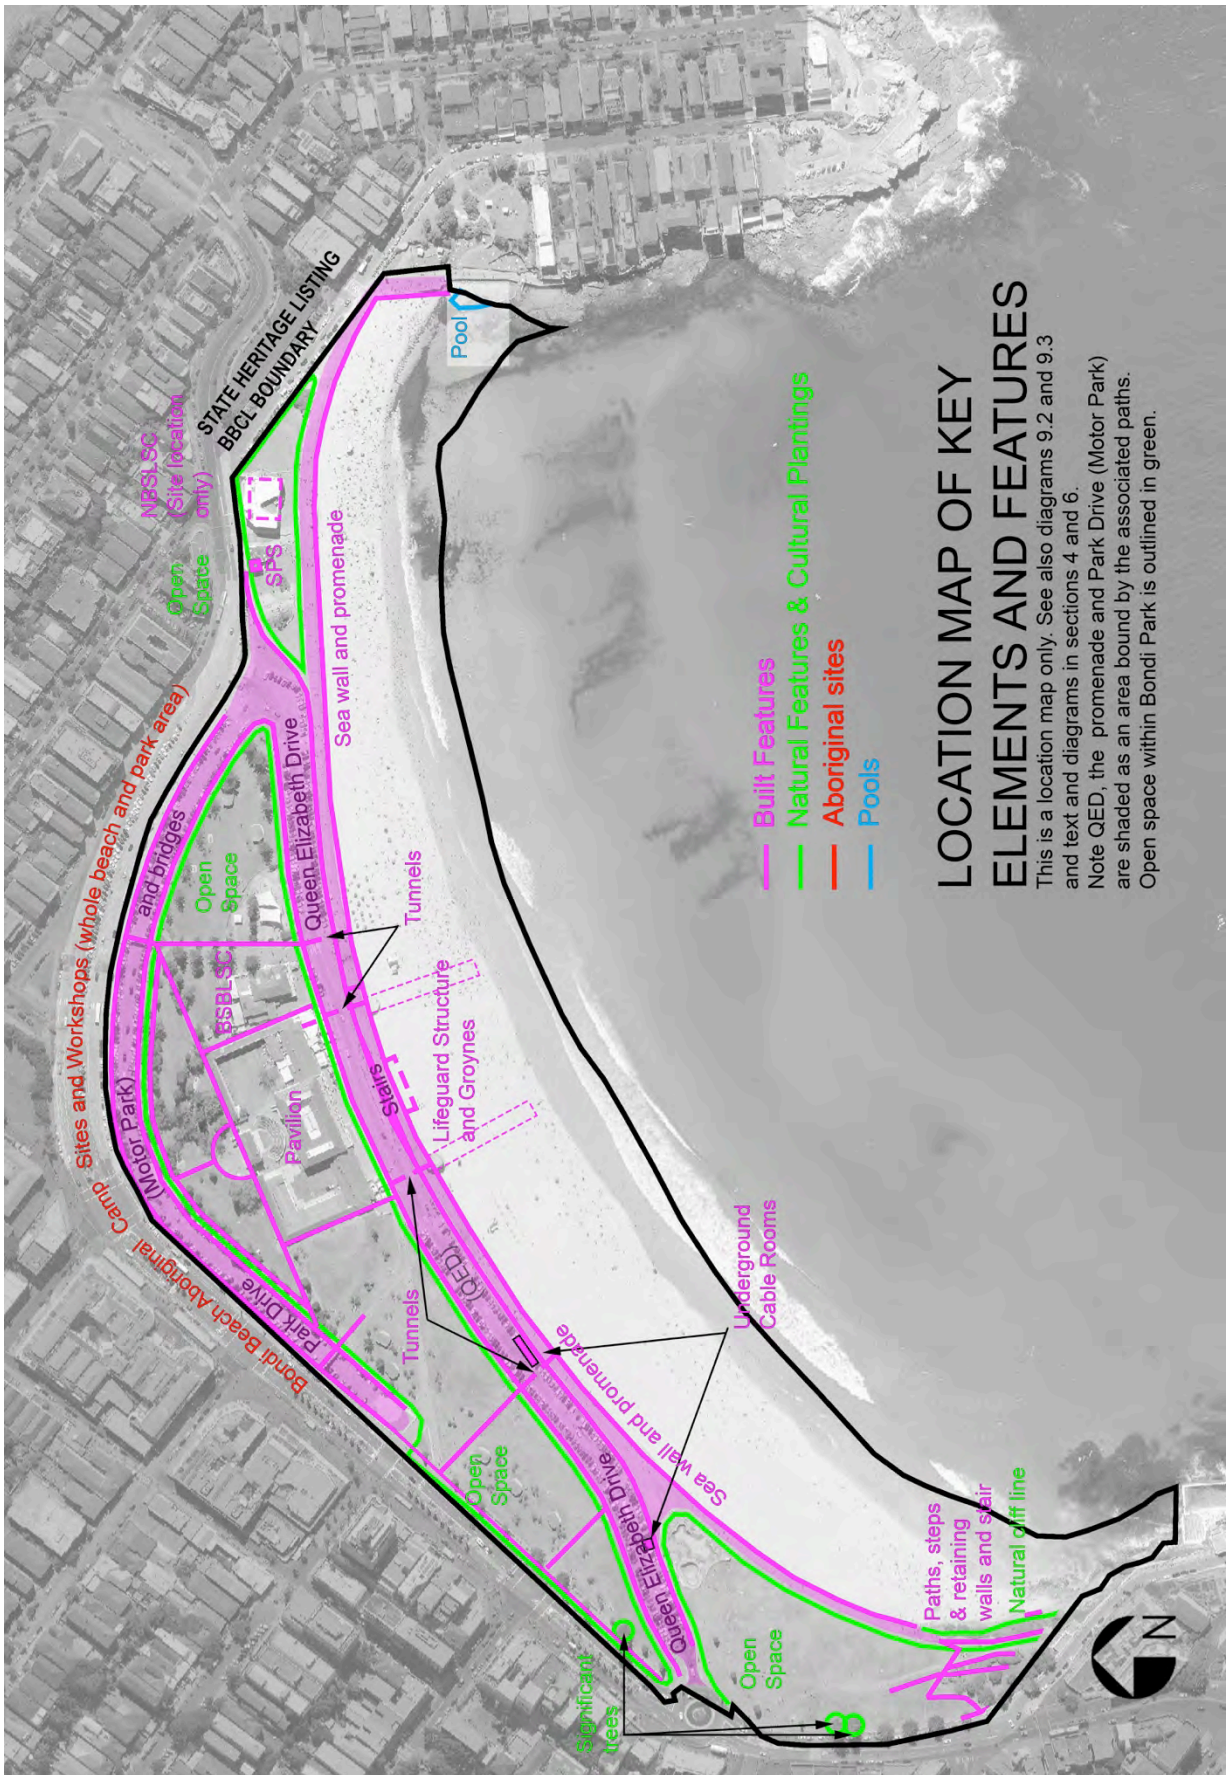 STATE HERITAGE LISTING
BBCL BOUNDARY
NBSLSC
(Site location
only)
Open
Space
SPS
Pool
Sea wall and promenade
Bondi Beach Aboriginal Camp Sites and Workshops (whole beach and park area)
and bridges
Open
Space
Queen Elizabeth Drive
Tunnels
BSBLSC
(Motor Park)
Pavilion
Stairs
Lifeguard Structure
and Groynes
Park Drive
Tunnels
(QED)
Underground
Cable Rooms
Sea wall and promenade
Open
Space
Queen Elizabeth Drive
Significant
trees
Open
Space
Paths, steps
& retaining
walls and stair
Natural cliff line
N
Built Features
Natural Features & Cultural Plantings
Aboriginal sites
Pools
LOCATION MAP OF KEY
ELEMENTS AND FEATURES
This is a location map only. See also diagrams 9.2 and 9.3
and text and diagrams in sections 4 and 6.
Note QED, the promenade and Park Drive (Motor Park)
are shaded as an area bound by the associated paths.
Open space within Bondi Park is outlined in green.